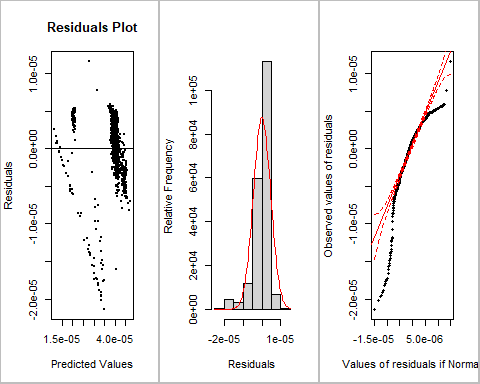 Residuals Plot
Residuals
-2.0e-05 -1.0e-05 0.0e+00 1.0e-05
1.5e-05 4.0e-05
Predicted Values
Relative Frequency
0e+00 2e+04 4e+04 6e+04 8e+04 1e+05
-2e-05 1e-05
Residuals
Observed values of residuals
-2.0e-05 -1.0e-05 0.0e+00 1.0e-05
-1.5e-05 5.0e-06
Values of residuals if Norma